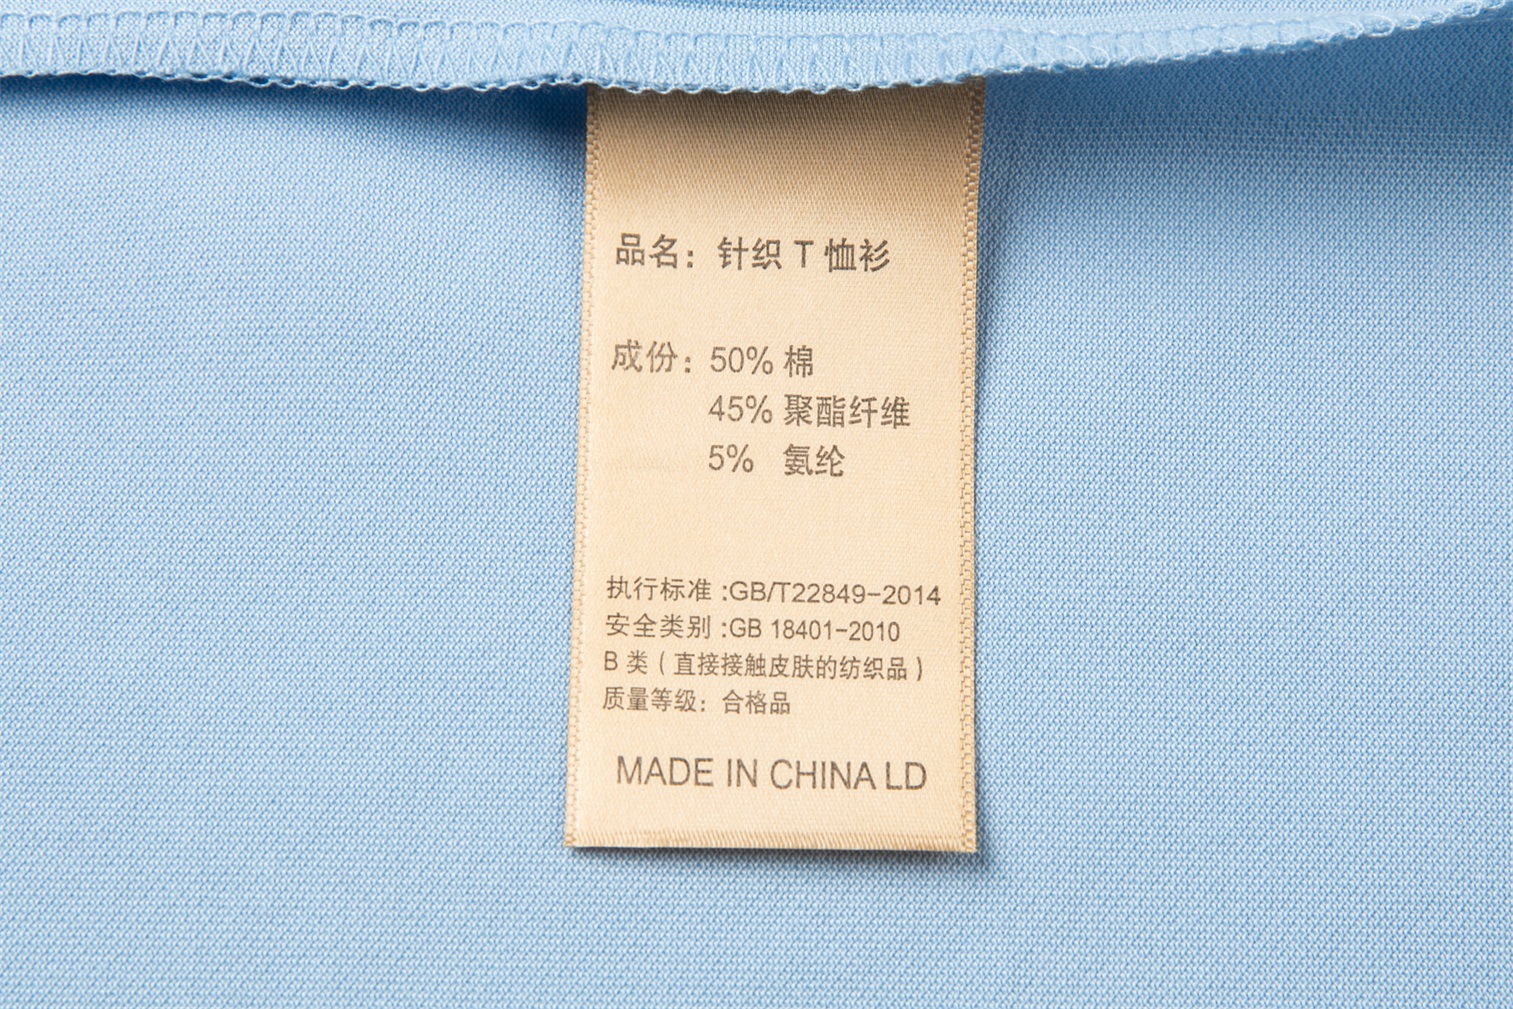 品名：针织 T 恤衫
成份：50% 棉
45% 聚酯纤维
5% 氨纶
执行标准 :GB/T22849-2014
安全类别 :GB 18401-2010
B 类 ( 直接接触皮肤的纺织品 )
质量等级：合格品
MADE IN CHINA LD